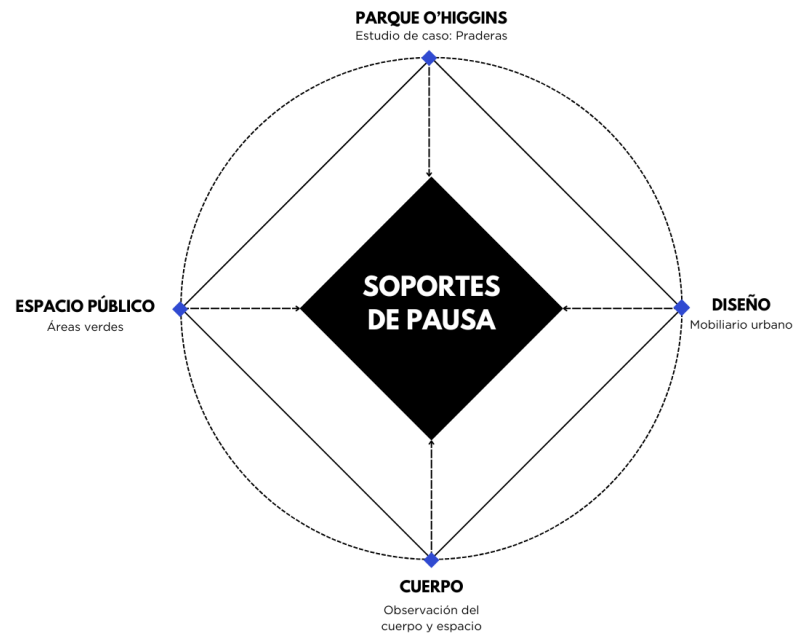 PARQUE O’HIGGINS
Estudio de caso: Praderas
SOPORTES
DE PAUSA
ESPACIO PÚBLICO
Áreas verdes
DISEÑO
Mobiliario urbano
CUERPO
Observación del
cuerpo y espacio